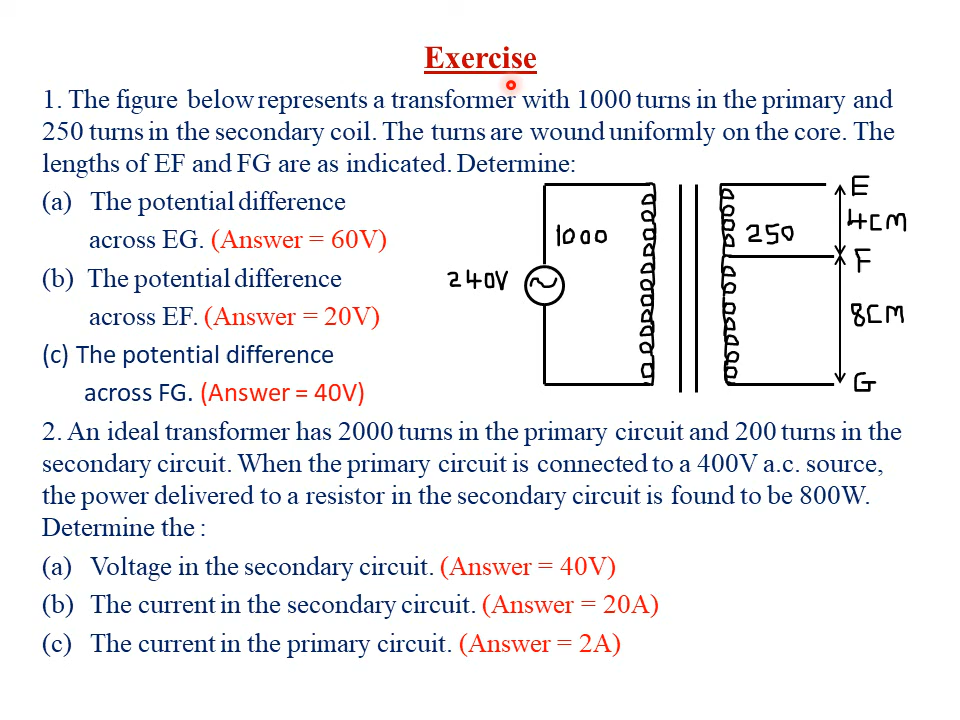 Exercise
1. The figure below represents a transformer with 1000 turns in the primary and
250 turns in the secondary coil. The turns are wound uniformly on the core. The
lengths of EF and FG are as indicated. Determine:
(a) The potential difference
across EG. (Answer = 60V)
(b) The potential difference
across EF. (Answer = 20V)
(c) The potential difference
across FG. (Answer = 40V)
240V
1000
250
E
4CM
F
8CM
G
2. An ideal transformer has 2000 turns in the primary circuit and 200 turns in the
secondary circuit. When the primary circuit is connected to a 400V a.c. source,
the power delivered to a resistor in the secondary circuit is found to be 800W.
Determine the :
(a) Voltage in the secondary circuit. (Answer = 40V)
(b) The current in the secondary circuit. (Answer = 20A)
(c) The current in the primary circuit. (Answer = 2A)